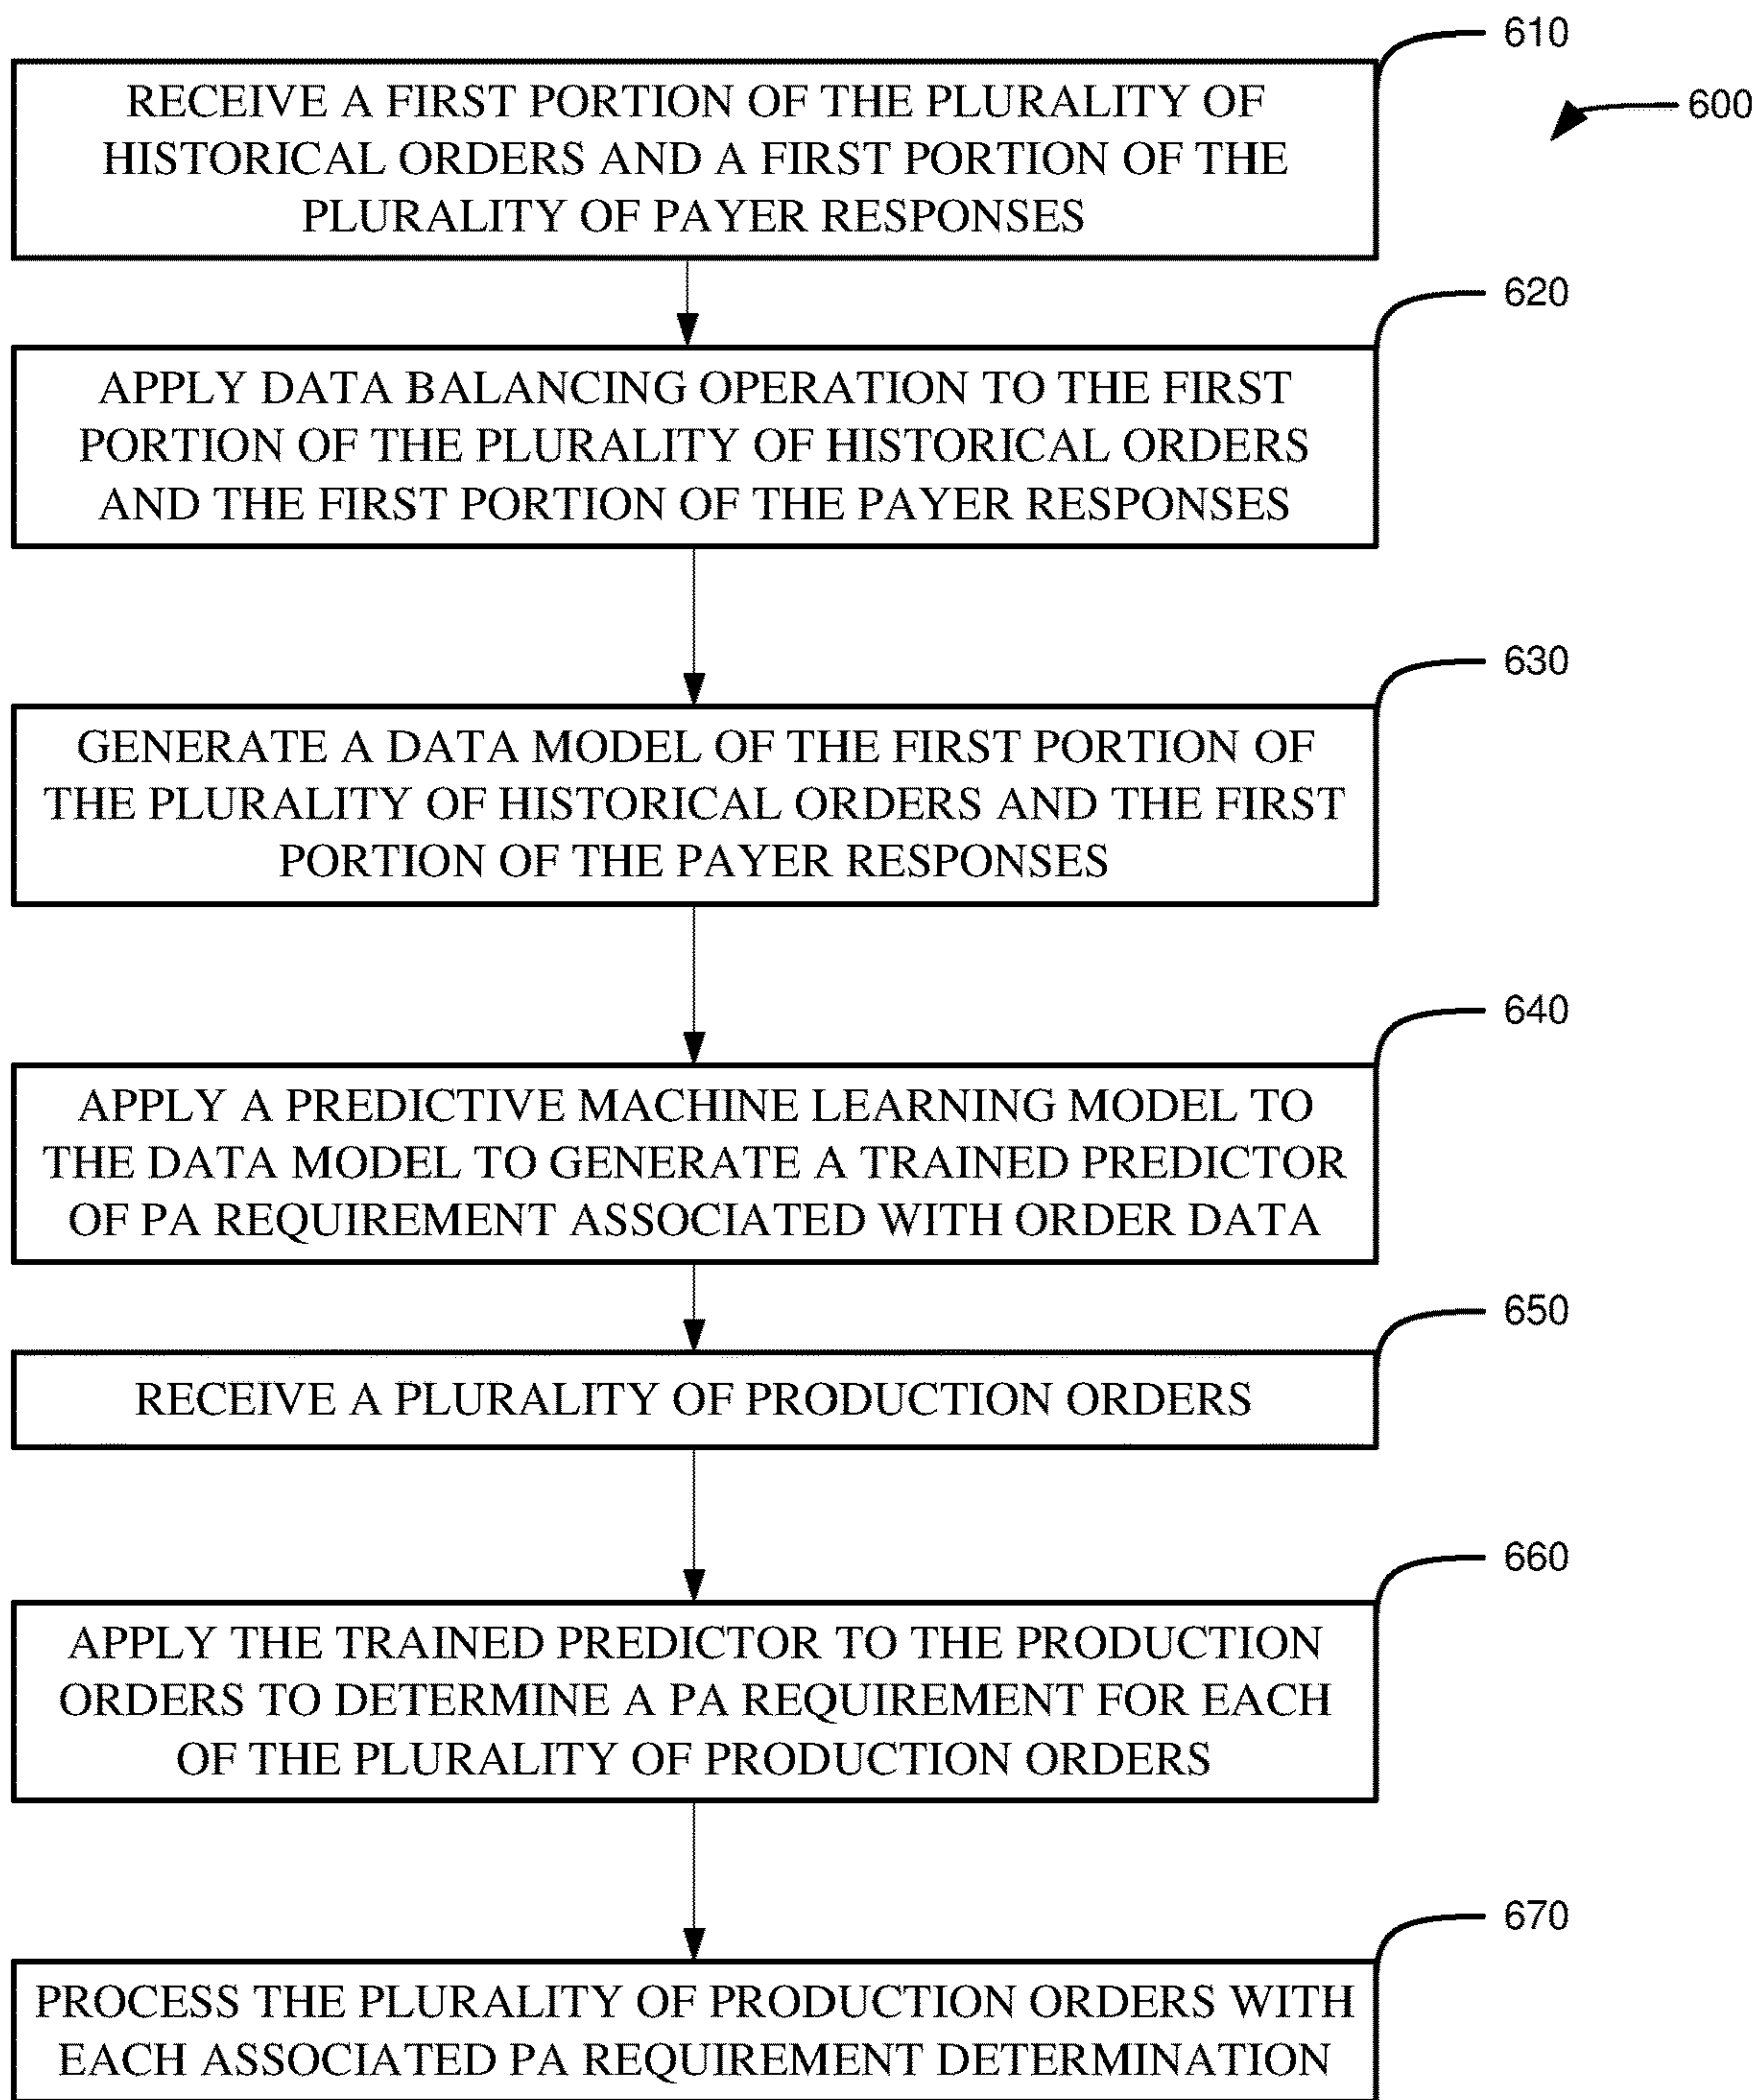 610
600
RECEIVE A FIRST PORTION OF THE PLURALITY OF
HISTORICAL ORDERS AND A FIRST PORTION OF THE
PLURALITY OF PAYER RESPONSES
620
APPLY DATA BALANCING OPERATION TO THE FIRST
PORTION OF THE PLURALITY OF HISTORICAL ORDERS
AND THE FIRST PORTION OF THE PAYER RESPONSES
630
GENERATE A DATA MODEL OF THE FIRST PORTION OF
THE PLURALITY OF HISTORICAL ORDERS AND THE FIRST
PORTION OF THE PAYER RESPONSES
640
APPLY A PREDICTIVE MACHINE LEARNING MODEL TO
THE DATA MODEL TO GENERATE A TRAINED PREDICTOR
OF PA REQUIREMENT ASSOCIATED WITH ORDER DATA
650
RECEIVE A PLURALITY OF PRODUCTION ORDERS
660
APPLY THE TRAINED PREDICTOR TO THE PRODUCTION
ORDERS TO DETERMINE A PA REQUIREMENT FOR EACH
OF THE PLURALITY OF PRODUCTION ORDERS
670
PROCESS THE PLURALITY OF PRODUCTION ORDERS WITH
EACH ASSOCIATED PA REQUIREMENT DETERMINATION